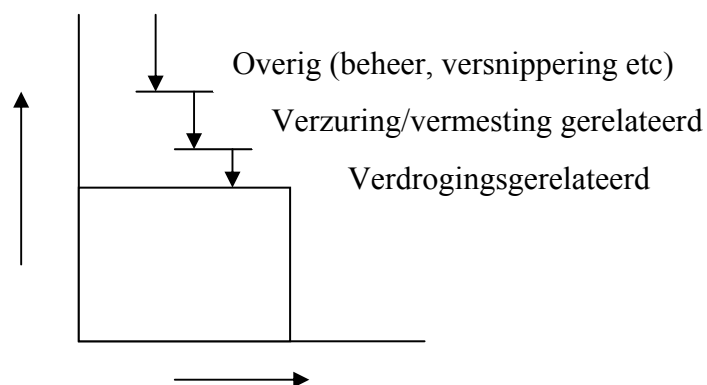 Overig (beheer, versnippering etc)
Verzuring/vermesting gerelateerd
Verdrogingsgerelateerd